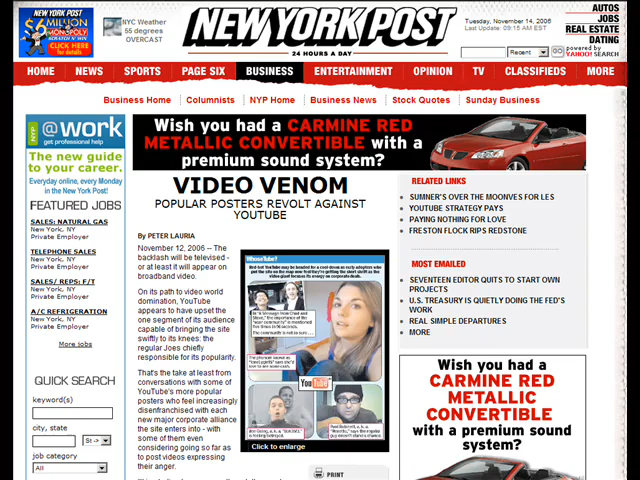 NEW YORK POST
$6 MILLION
MONOPOLY
SCRATCH N' WIN
CLICK HERE
FOR DETAILS
NYC Weather
55 degrees
OVERCAST
NEW YORK POST
24 HOURS A DAY
Tuesday, November 14, 2006
Last Update: 09:15 AM EST
Recent
GO
powered by
YAHOO! SEARCH
AUTOS
JOBS
REAL ESTATE
DATING
HOME NEWS SPORTS PAGE SIX BUSINESS ENTERTAINMENT OPINION TV CLASSIFIEDS MORE
Business Home Columnists NYP Home Business News Stock Quotes Sunday Business
NYP
@work
get professional help
The new guide
to your career.
Everyday online, every Monday
in the New York Post!
FEATURED JOBS
SALES: NATURAL GAS
New York, NY
Private Employer
TELEPHONE SALES
New York, NY
Private Employer
SALES/ REPS: F/T
New York, NY
Private Employer
A/C REFRIGERATION
New York, NY
Private Employer
More jobs
QUICK SEARCH
keyword(s)
city, state
St ->
job category
All
Wish you had a CARMINE RED
METALLIC CONVERTIBLE with a
premium sound system?
VIDEO VENOM
POPULAR POSTERS REVOLT AGAINST
YOUTUBE
By PETER LAURIA
November 12, 2006 -- The
backlash will be televised -
or at least it will appear on
broadband video.
On its path to video world
domination, YouTube
appears to have upset the
one segment of its audience
capable of bringing the site
swiftly to its knees: the
regular Joes chiefly
responsible for its popularity.
That's the take at least from
conversations with some of
YouTube's more popular
posters who feel increasingly
disenfranchised with each
new major corporate alliance
the site enters into - with
some of them even
considering going so far as
to post videos expressing
their anger.
WhoseTube?
YouTube
Click to enlarge
PRINT
RELATED LINKS
SUMNER'S OVER THE MOONVES FOR LES
YOUTUBE STRATEGY PAYS
PAYING NOTHING FOR LOVE
FRESTON FLOCK RIPS REDSTONE
MOST EMAILED
SEVENTEEN EDITOR QUITS TO START OWN
PROJECTS
U.S. TREASURY IS QUIETLY DOING THE FED'S
WORK
REAL SIMPLE DEPARTURES
MORE
Wish you had a
CARMINE RED
METALLIC
CONVERTIBLE
with a premium sound
system?